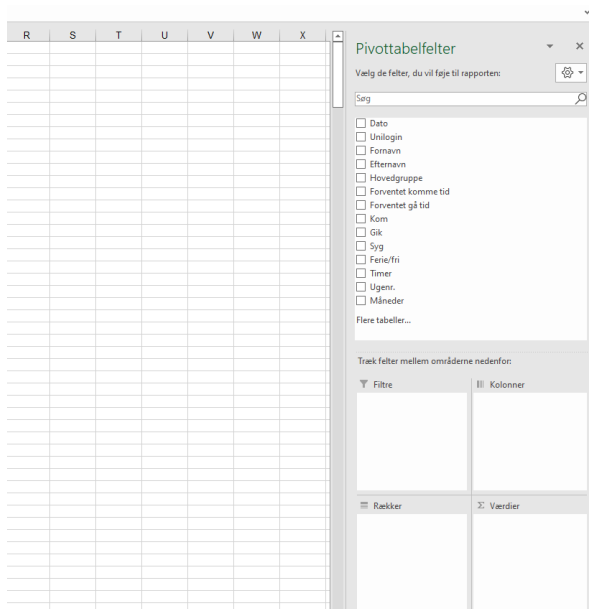 R S T U V W X
Pivottabelfelter
Vælg de felter, du vil føje til rapporten:
Søg
Dato
Unilogin
Fornavn
Efternavn
Hovedgruppe
Forventet komme tid
Forventet gå tid
Kom
Gik
Syg
Ferie/fri
Timer
Ugenr.
Måneder
Flere tabeller...
Træk felter mellem områderne nedenfor:
Filtre
Kolonner
Rækker
Σ Værdier